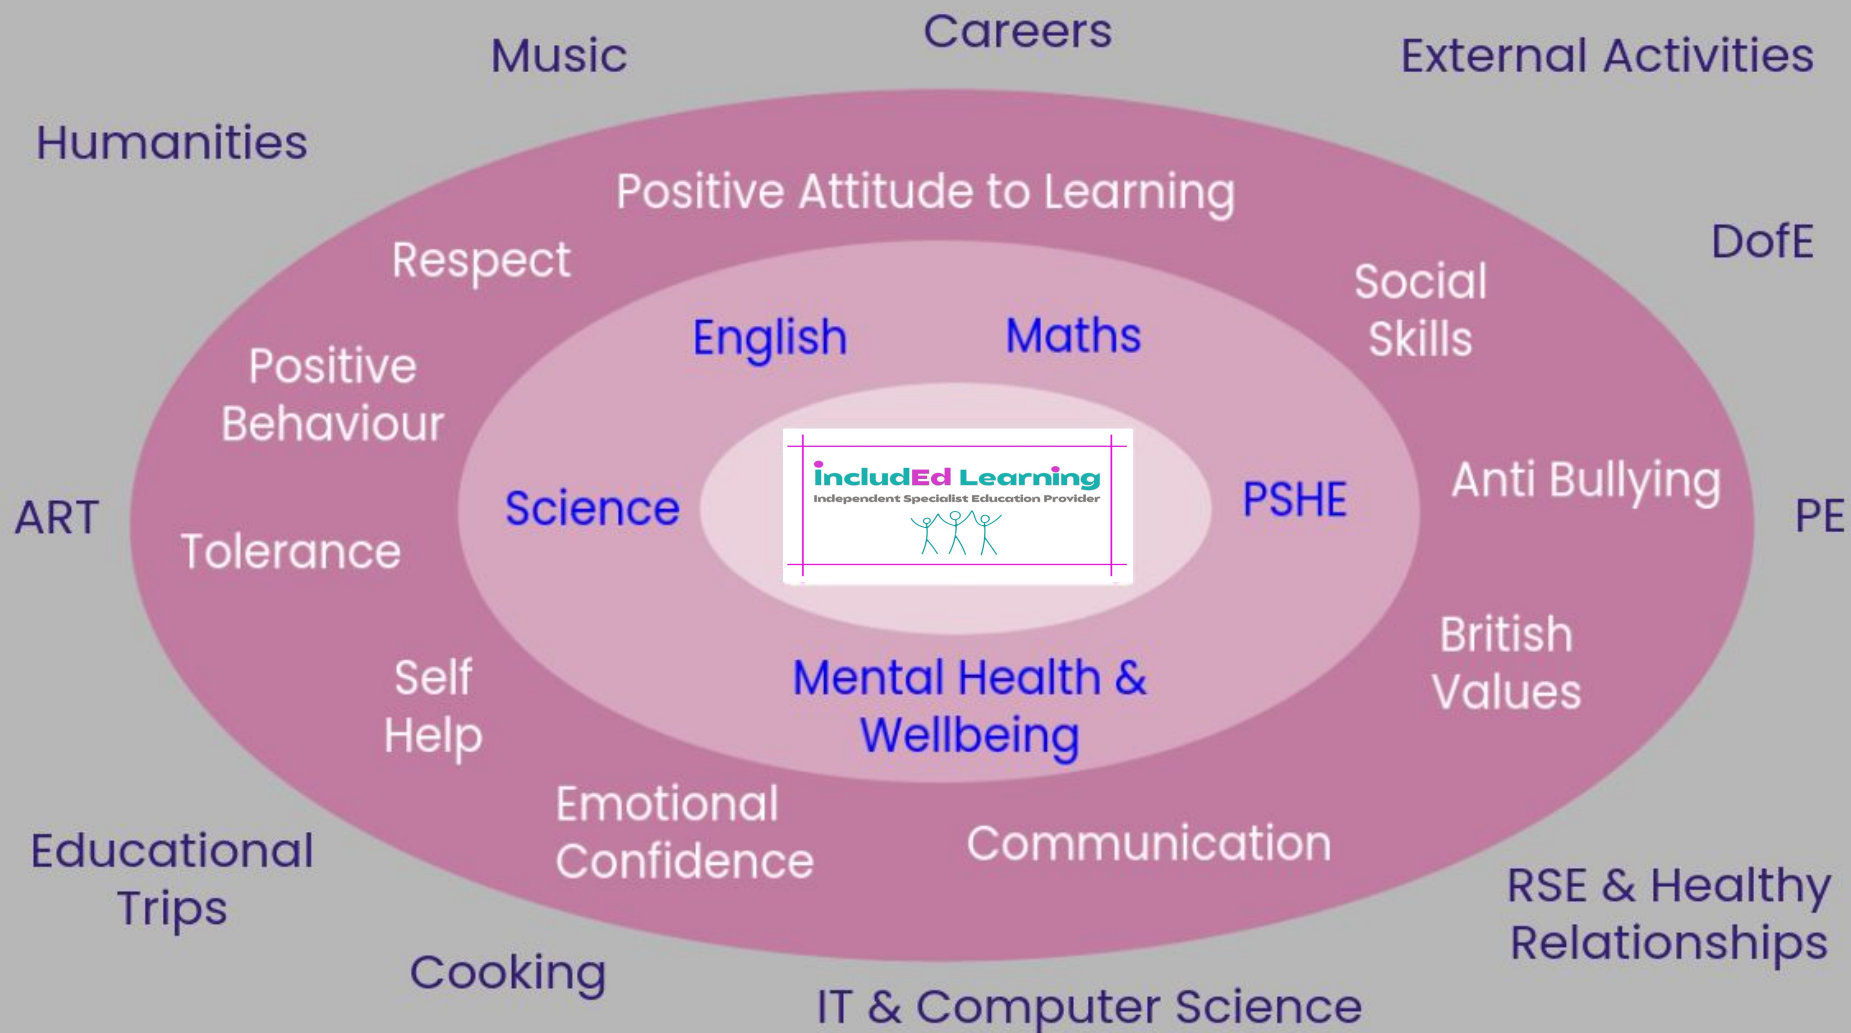 Careers
Music
External Activities
Humanities
Positive Attitude to Learning
Respect
DofE
Social
Skills
English
Maths
Positive
Behaviour
includEd Learning
Independent Specialist Education Provider
Science
PSHE
Anti Bullying
ART
PE
Tolerance
British
Values
Self
Help
Mental Health &
Wellbeing
Emotional
Confidence
Communication
Educational
Trips
RSE & Healthy
Relationships
Cooking
IT & Computer Science